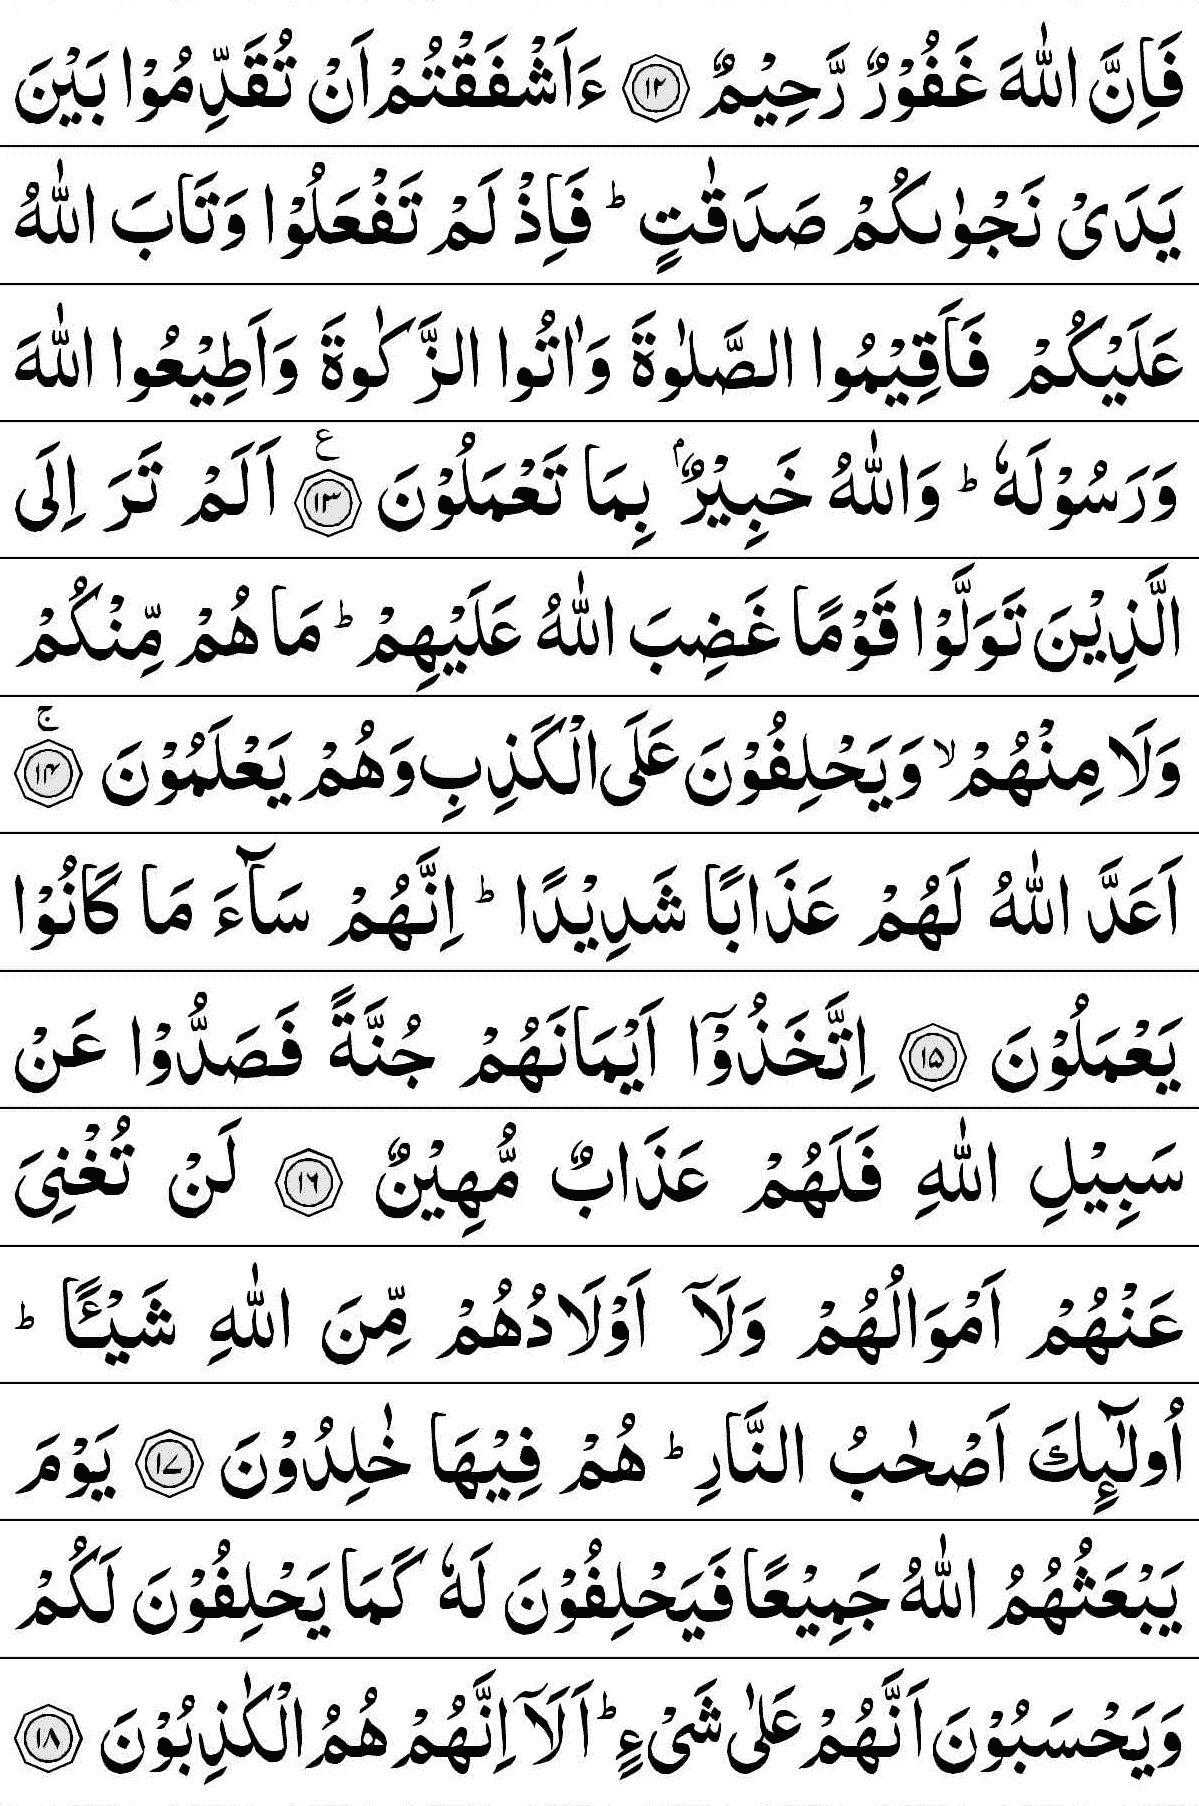 فَاِنَّ اللّٰهَ غَفُوْرٌ رَّحِيْمٌ ۝۱۲ ءَاَشْفَقْتُمْ اَنْ تُقَدِّمُوْا بَيْنَ
يَدَىْ نَجْوٰىكُمْ صَدَقٰتٍ ؕ فَاِذْ لَمْ تَفْعَلُوْا وَتَابَ اللّٰهُ
عَلَيْكُمْ فَاَقِيْمُوا الصَّلٰوةَ وَاٰتُوا الزَّكٰوةَ وَاَطِيْعُوا اللّٰهَ
وَرَسُوْلَهٗ ؕ وَاللّٰهُ خَبِيْرٌۢ بِمَا تَعْمَلُوْنَ ۝۱۳ ع اَلَمْ تَرَ اِلَى
الَّذِيْنَ تَوَلَّوْا قَوْمًا غَضِبَ اللّٰهُ عَلَيْهِمْ ؕ مَا هُمْ مِّنْكُمْ
وَلَا مِنْهُمْ ۙ وَيَحْلِفُوْنَ عَلَى الْكَذِبِ وَهُمْ يَعْلَمُوْنَ ۝۱۴ ۚ
اَعَدَّ اللّٰهُ لَهُمْ عَذَابًا شَدِيْدًا ؕ اِنَّهُمْ سَآءَ مَا كَانُوْا
يَعْمَلُوْنَ ۝۱۵ اِتَّخَذُوْۤا اَيْمَانَهُمْ جُنَّةً فَصَدُّوْا عَنْ
سَبِيْلِ اللّٰهِ فَلَهُمْ عَذَابٌ مُّهِيْنٌ ۝۱۶ لَنْ تُغْنِىَ
عَنْهُمْ اَمْوَالُهُمْ وَلَاۤ اَوْلَادُهُمْ مِّنَ اللّٰهِ شَيْـًٔا ؕ
اُولٰٓئِكَ اَصْحٰبُ النَّارِ ؕ هُمْ فِيْهَا خٰلِدُوْنَ ۝۱۷ يَوْمَ
يَبْعَثُهُمُ اللّٰهُ جَمِيْعًا فَيَحْلِفُوْنَ لَهٗ كَمَا يَحْلِفُوْنَ لَكُمْ
وَيَحْسَبُوْنَ اَنَّهُمْ عَلٰى شَىْءٍ ؕ اَلَاۤ اِنَّهُمْ هُمُ الْكٰذِبُوْنَ ۝۱۸